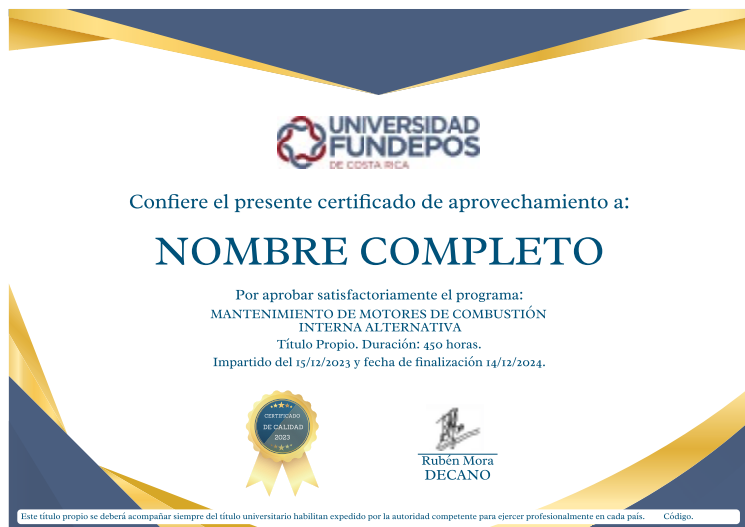 UNIVERSIDAD
FUNDEPOS
DE COSTA RICA
Confiere el presente certificado de aprovechamiento a:
NOMBRE COMPLETO
Por aprobar satisfactoriamente el programa:
MANTENIMIENTO DE MOTORES DE COMBUSTIÓN
INTERNA ALTERNATIVA
Título Propio. Duración: 450 horas.
Impartido del 15/12/2023 y fecha de finalización 14/12/2024.
CERTIFICADO
DE CALIDAD
2023
Rubén Mora
DECANO
Este título propio se deberá acompañar siempre del título universitario habilitan expedido por la autoridad competente para ejercer profesionalmente en cada país. Código.